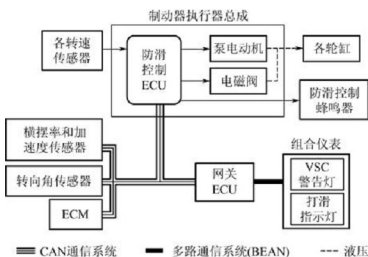 制动器执行器总成
各转速
传感器
防滑
控制
ECU
泵电动机
各轮缸
电磁阀
防滑控制
蜂鸣器
横摆率和加
速度传感器
转向角传感器
ECM
网关
ECU
组合仪表
VSC
警告灯
打滑
指示灯
CAN通信系统
多路通信系统(BEAN)
液压